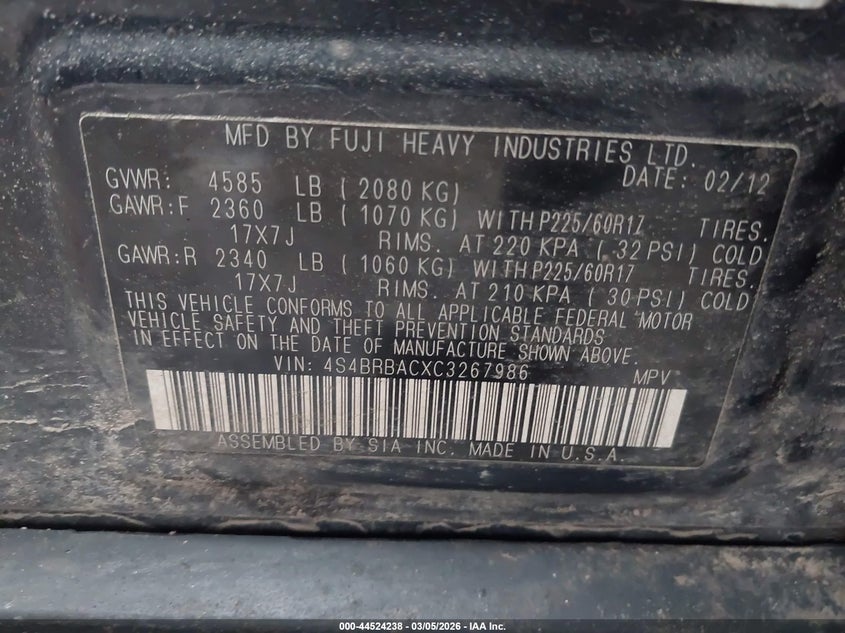 MFD BY FUJI HEAVY INDUSTRIES LTD.
DATE: 02/12
GVWR: 4585 LB (2080 KG)
GAWR:F 2360 LB (1070 KG) WITH P225/60R17 TIRES.
17X7J RIMS. AT 220 KPA (32 PSI) COLD
GAWR:R 2340 LB (1060 KG) WITH P225/60R17 TIRES.
17X7J RIMS. AT 210 KPA (30 PSI) COLD
THIS VEHICLE CONFORMS TO ALL APPLICABLE FEDERAL MOTOR
VEHICLE SAFETY AND THEFT PREVENTION STANDARDS
IN EFFECT ON THE DATE OF MANUFACTURE SHOWN ABOVE.
VIN: 4S4BRBACXC3267986 MPV
ASSEMBLED BY SIA INC. MADE IN U.S.A.
000-44524238 - 03/05/2026 - IAA Inc.